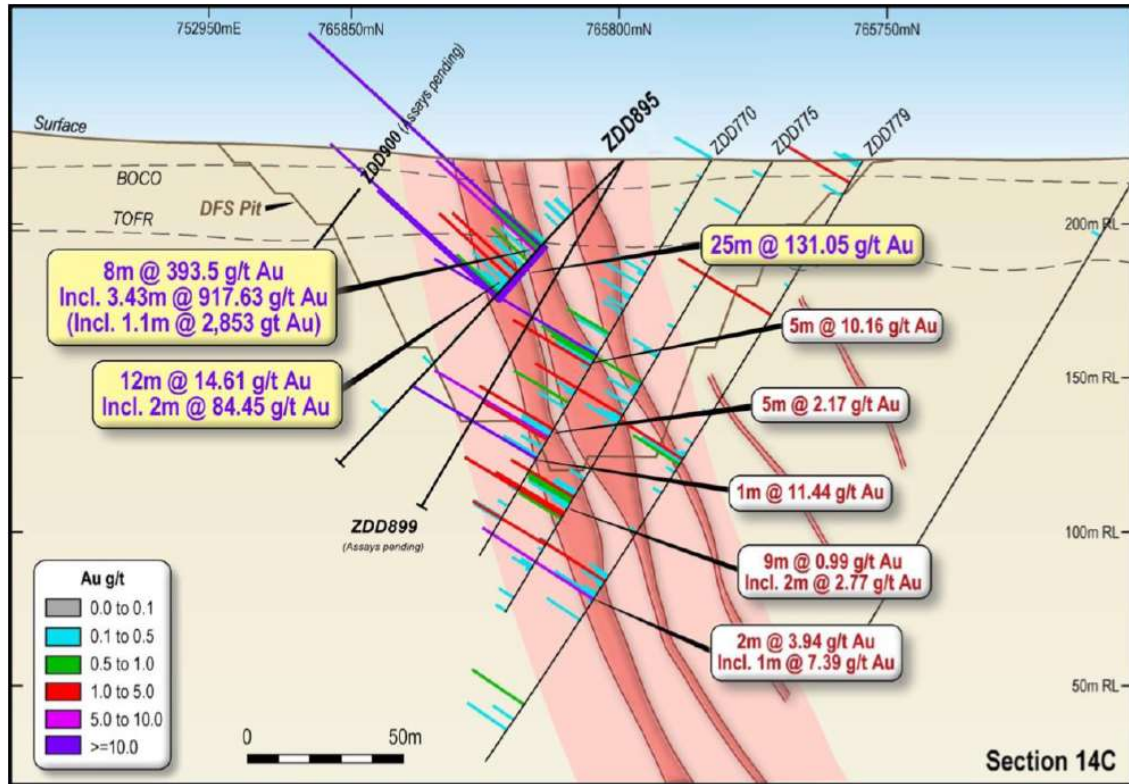 752950mE
765850mN
765800mN
765750mN
Surface
BOCO
TOFR
DFS Pit
ZDD900 (Assays pending)
ZDD895
ZDD770
ZDD775
ZDD779
200m RL
150m RL
100m RL
50m RL
8m @ 393.5 g/t Au
Incl. 3.43m @ 917.63 g/t Au
(Incl. 1.1m @ 2,853 gt Au)
12m @ 14.61 g/t Au
Incl. 2m @ 84.45 g/t Au
25m @ 131.05 g/t Au
5m @ 10.16 g/t Au
5m @ 2.17 g/t Au
1m @ 11.44 g/t Au
9m @ 0.99 g/t Au
Incl. 2m @ 2.77 g/t Au
2m @ 3.94 g/t Au
Incl. 1m @ 7.39 g/t Au
ZDD899
(Assays pending)
Au g/t
0.0 to 0.1
0.1 to 0.5
0.5 to 1.0
1.0 to 5.0
5.0 to 10.0
>=10.0
0
50m
Section 14C